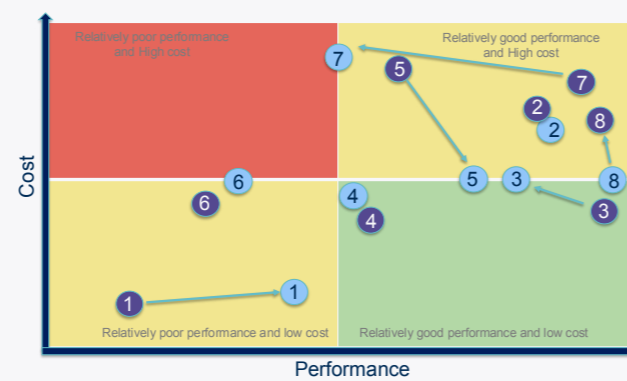 Relatively poor performance
and High cost
Relatively good performance
and High cost
7
5
7
2
2
8
6
5
3
8
6
4
4
3
1
1
Relatively poor performance and low cost
Relatively good performance and low cost
Cost
Performance